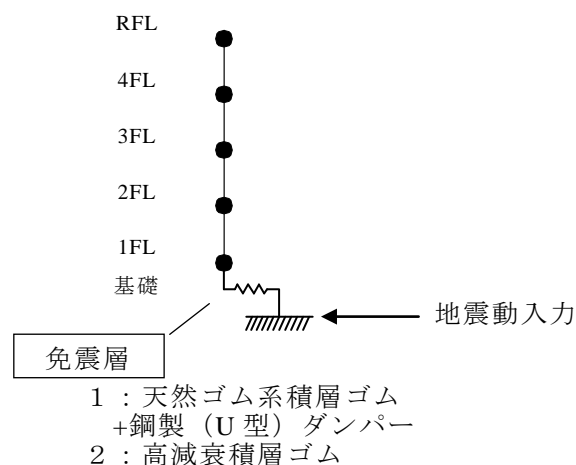 RFL
4FL
3FL
2FL
1FL
基礎
地震動入力
免震層
1：天然ゴム系積層ゴム
+鋼製（U 型）ダンパー
2：高減衰積層ゴム